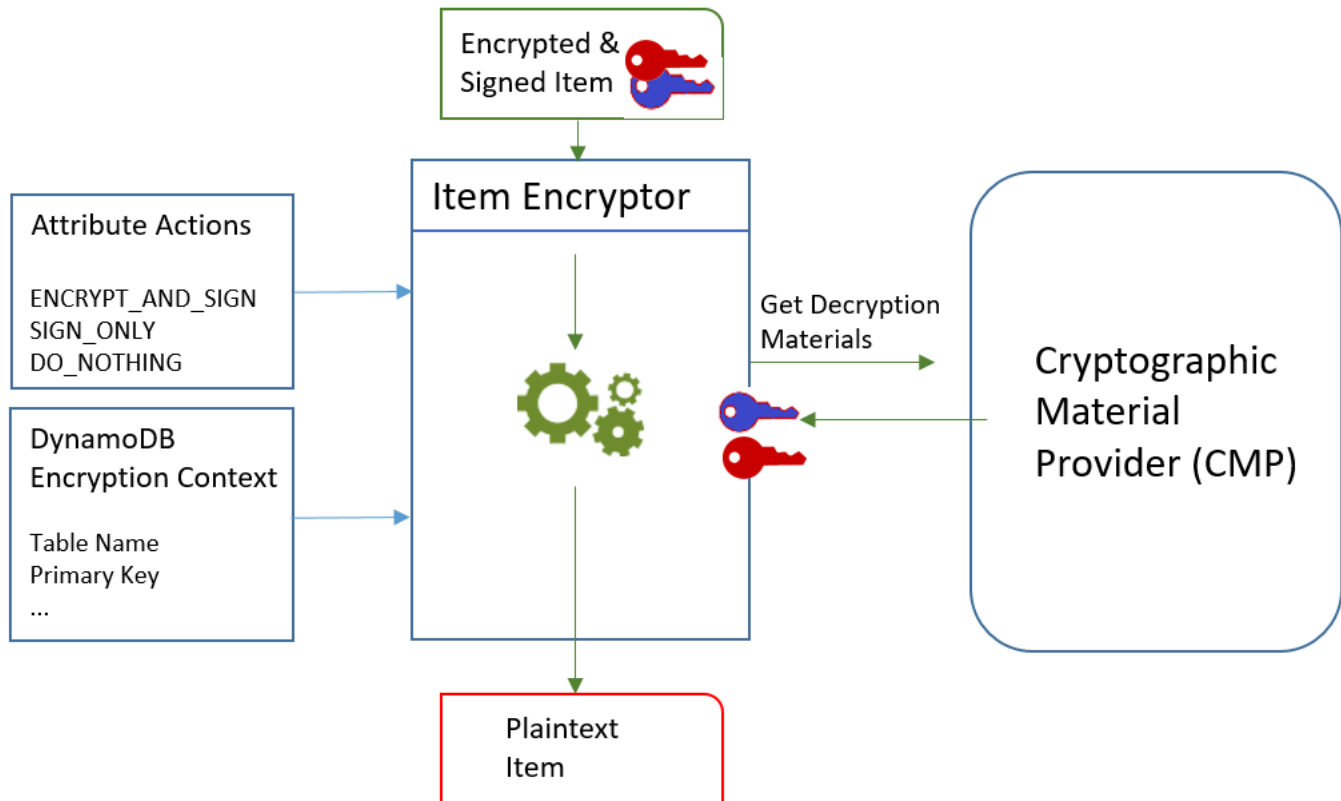 Encrypted &
Signed Item
Item Encryptor
Attribute Actions
ENCRYPT_AND_SIGN
SIGN_ONLY
DO_NOTHING
DynamoDB
Encryption Context
Table Name
Primary Key
...
Get Decryption
Materials
Cryptographic
Material
Provider (CMP)
Plaintext
Item